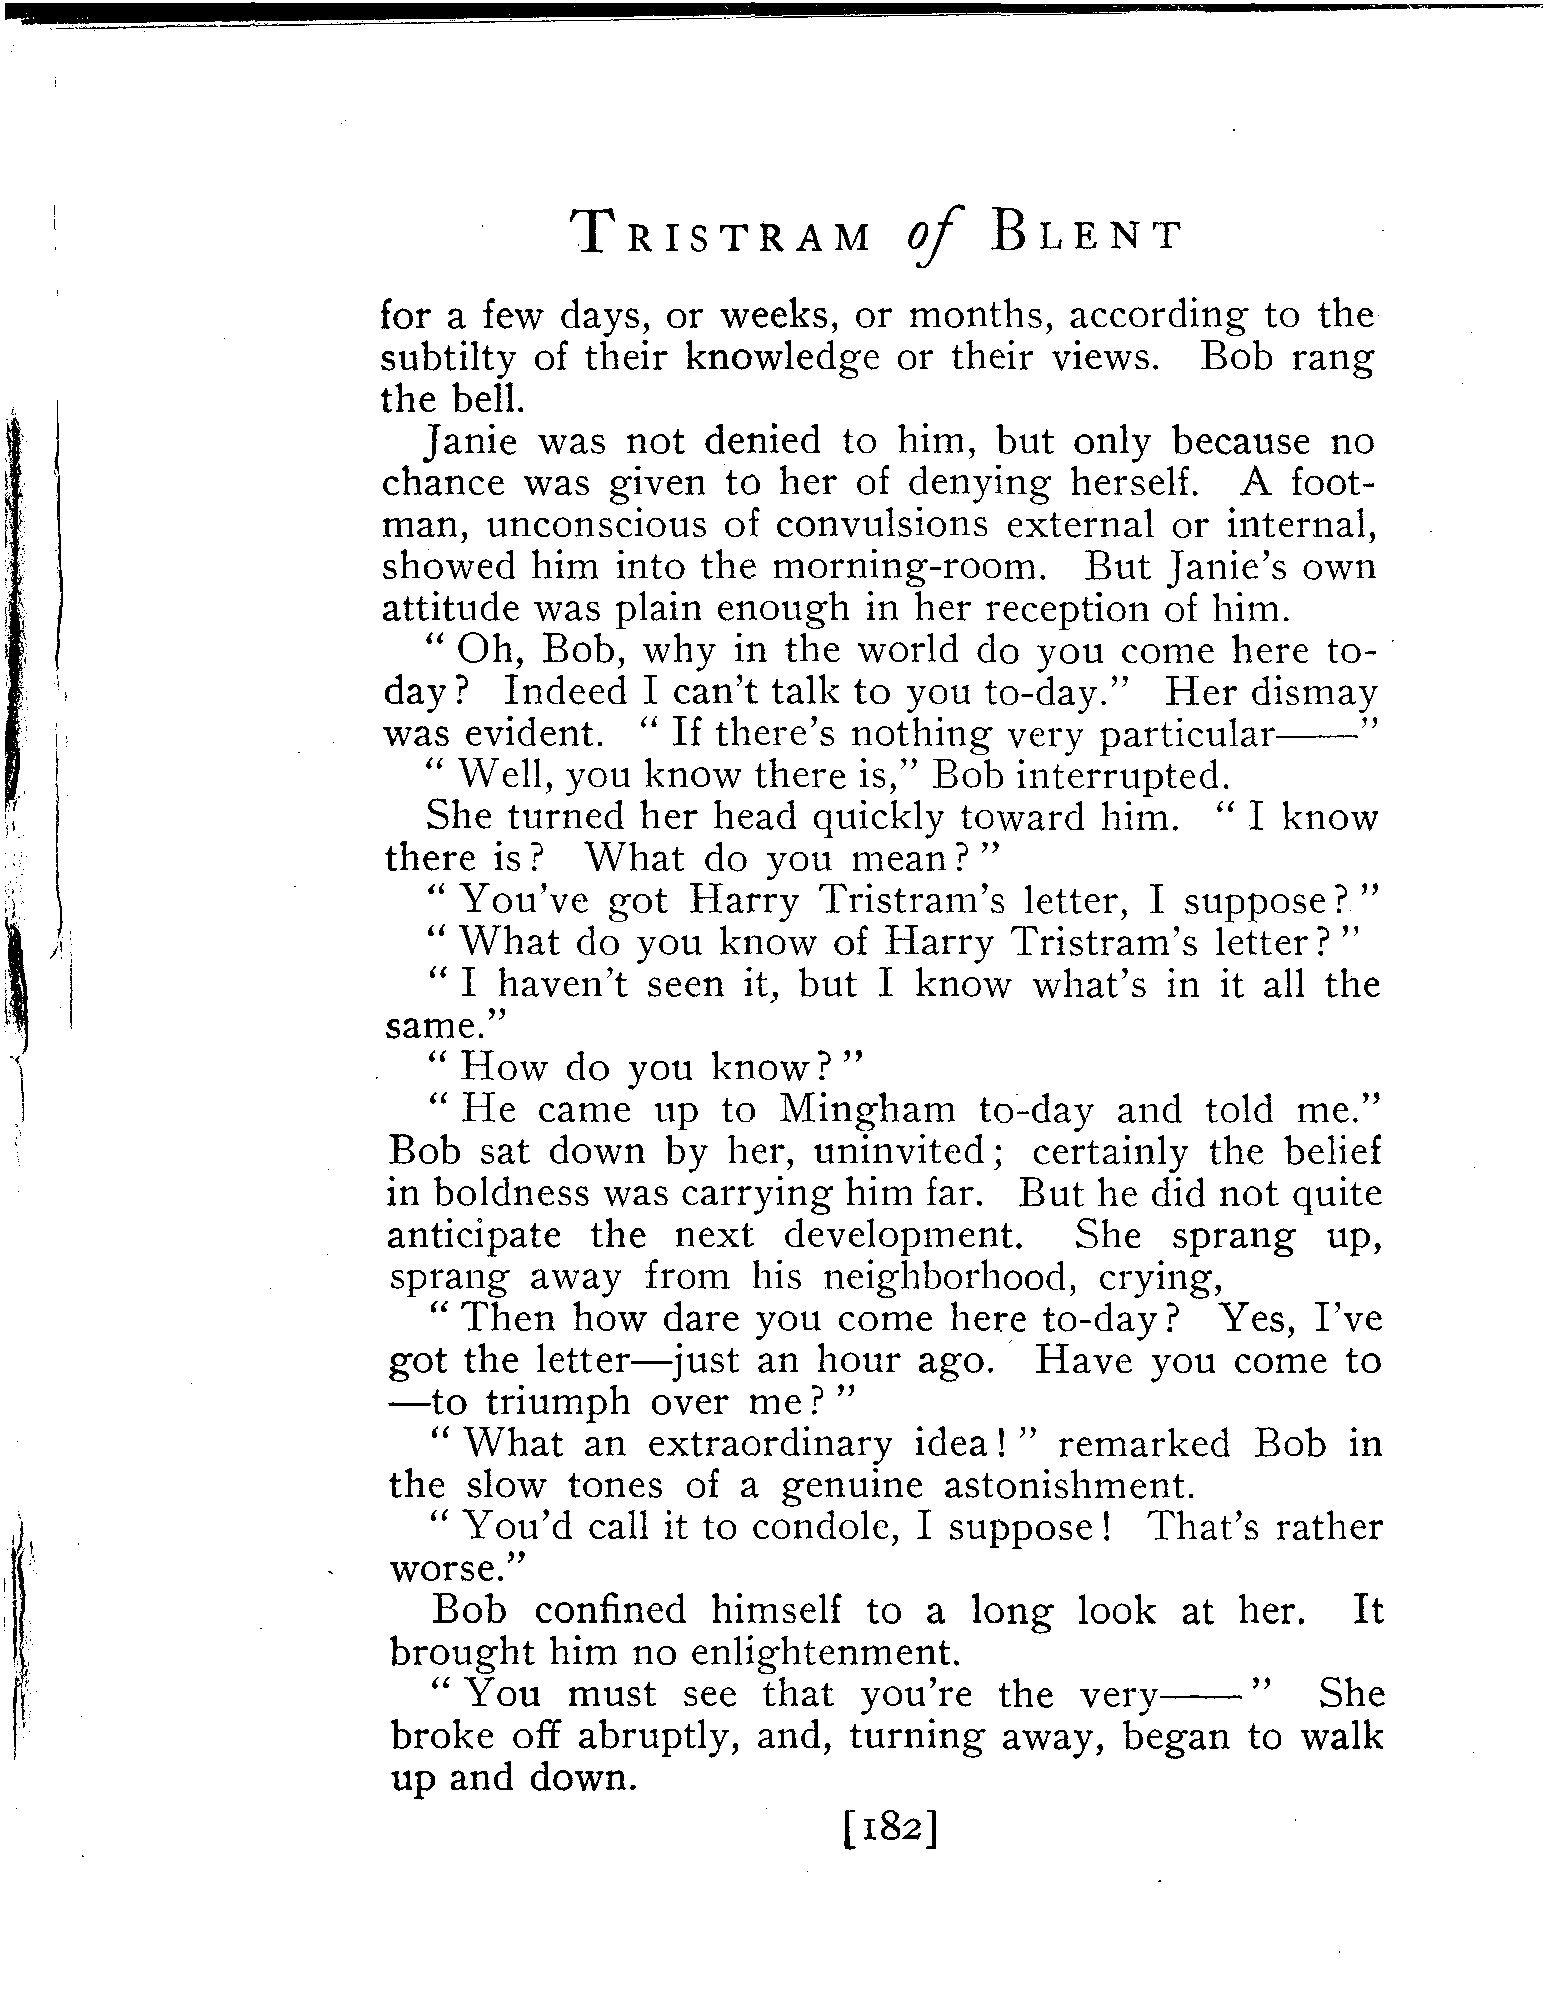 TRISTRAM of BLENT
for a few days, or weeks, or months, according to the
subtilty of their knowledge or their views. Bob rang
the bell.
Janie was not denied to him, but only because no
chance was given to her of denying herself. A foot-
man, unconscious of convulsions external or internal,
showed him into the morning-room. But Janie's own
attitude was plain enough in her reception of him.
“ Oh, Bob, why in the world do you come here to-
day? Indeed I can't talk to you to-day.” Her dismay
was evident. “ If there's nothing very particular——”
“ Well, you know there is,” Bob interrupted.
She turned her head quickly toward him. “ I know
there is? What do you mean? ”
“ You've got Harry Tristram's letter, I suppose? ”
“ What do you know of Harry Tristram's letter? ”
“ I haven't seen it, but I know what's in it all the
same.”
“ How do you know? ”
“ He came up to Mingham to-day and told me.”
Bob sat down by her, uninvited; certainly the belief
in boldness was carrying him far. But he did not quite
anticipate the next development. She sprang up,
sprang away from his neighborhood, crying,
“ Then how dare you come here to-day? Yes, I've
got the letter—just an hour ago. Have you come to
—to triumph over me? ”
“ What an extraordinary idea! ” remarked Bob in
the slow tones of a genuine astonishment.
“ You'd call it to condole, I suppose! That's rather
worse.”
Bob confined himself to a long look at her. It
brought him no enlightenment.
“ You must see that you're the very—— ” She
broke off abruptly, and, turning away, began to walk
up and down.
[182]